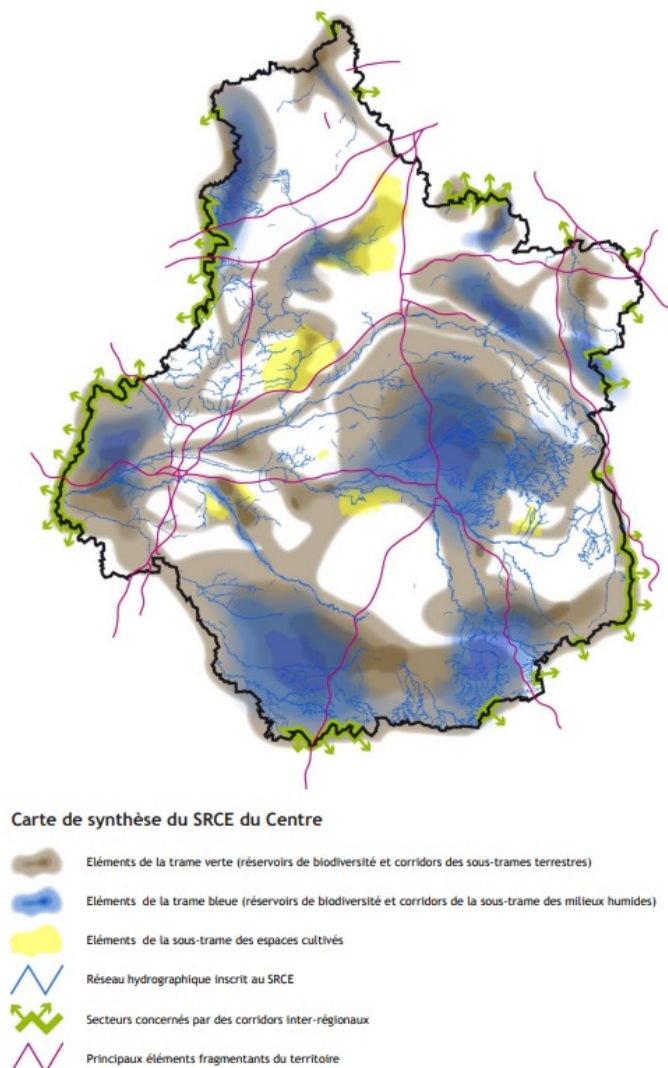 Carte de synthèse du SRCE du Centre
Eléments de la trame verte (réservoirs de biodiversité et corridors des sous-trames terrestres)
Eléments de la trame bleue (réservoirs de biodiversité et corridors de la sous-trame des milieux humides)
Eléments de la sous-trame des espaces cultivés
Réseau hydrographique inscrit au SRCE
Secteurs concernés par des corridors inter-régionaux
Principaux éléments fragmentants du territoire